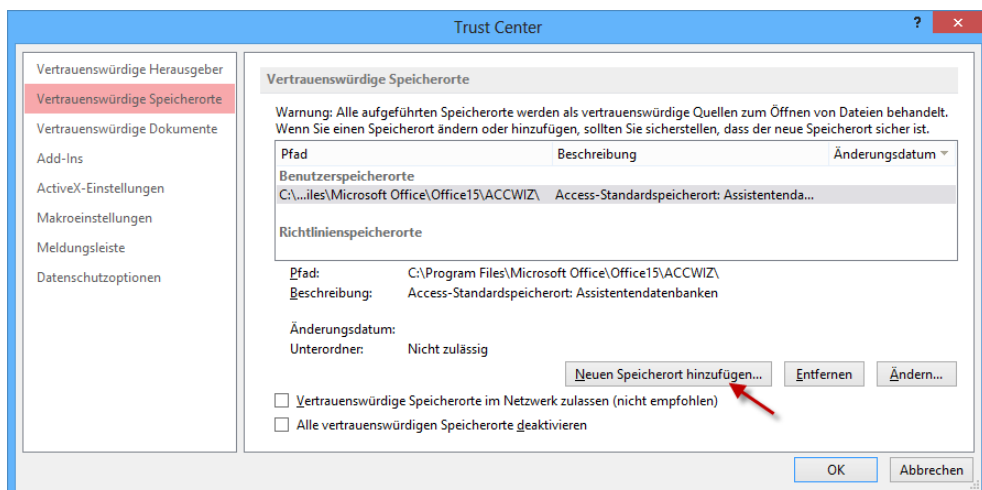 Trust Center
?
Vertrauenswürdige Herausgeber
Vertrauenswürdige Speicherorte
Vertrauenswürdige Dokumente
Add-Ins
ActiveX-Einstellungen
Makroeinstellungen
Meldungsleiste
Datenschutzoptionen
Vertrauenswürdige Speicherorte
Warnung: Alle aufgeführten Speicherorte werden als vertrauenswürdige Quellen zum Öffnen von Dateien behandelt.
Wenn Sie einen Speicherort ändern oder hinzufügen, sollten Sie sicherstellen, dass der neue Speicherort sicher ist.
Pfad Beschreibung Änderungsdatum
Benutzerspeicherorte
C:\...iles\Microsoft Office\Office15\ACCWIZ\ Access-Standardspeicherort: Assistentenda...
Richtlinienspeicherorte
Pfad: C:\Program Files\Microsoft Office\Office15\ACCWIZ\
Beschreibung: Access-Standardspeicherort: Assistentendatenbanken
Änderungsdatum:
Unterordner: Nicht zulässig
Neuen Speicherort hinzufügen... Entfernen Ändern...
Vertrauenswürdige Speicherorte im Netzwerk zulassen (nicht empfohlen)
Alle vertrauenswürdigen Speicherorte deaktivieren
OK Abbrechen